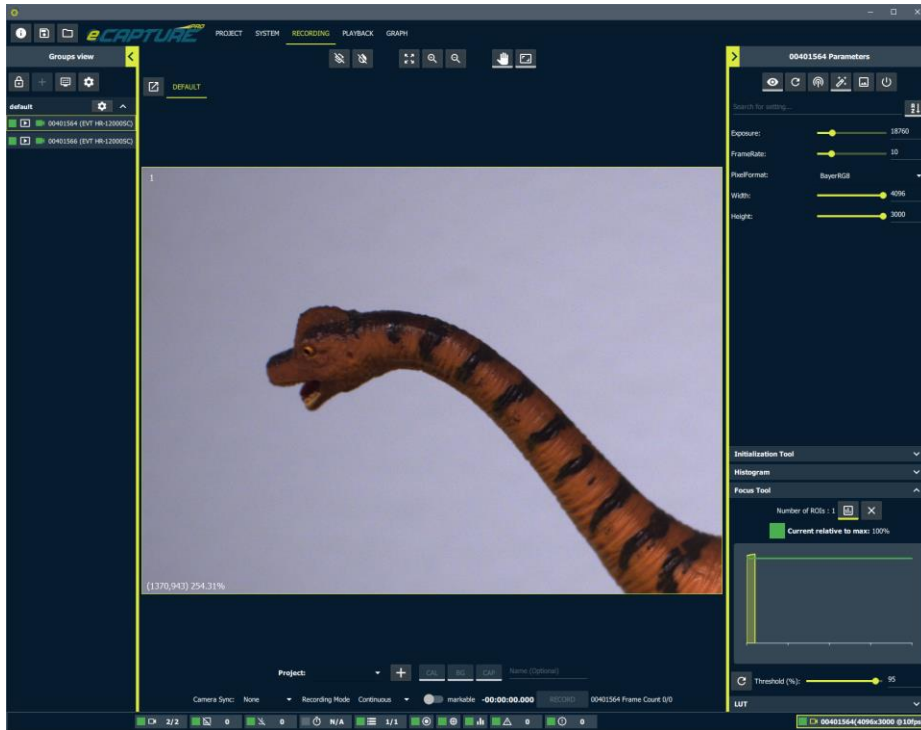 eCAPTURE PRO
PROJECT SYSTEM RECORDING PLAYBACK GRAPH
Groups view
DEFAULT
default
00401564 (EVT HR-12000SC)
00401566 (EVT HR-12000SC)
1
(1370,943) 254.31%
00401564 Parameters
Search for setting...
Exposure: 18760
FrameRate: 10
PixelFormat: BayerRG8
Width: 4096
Height: 3000
Initialization Tool
Histogram
Focus Tool
Number of ROIs : 1
Current relative to max: 100%
Threshold (%): 95
LUT
Project: CAL BG CAP Name (Optional)
Camera Sync: None Recording Mode Continuous markable -00:00:00.000 RECORD 00401564 Frame Count 0/0
2/2 0 0 N/A 1/1 0 0 00401564(4096x3000 @10fps